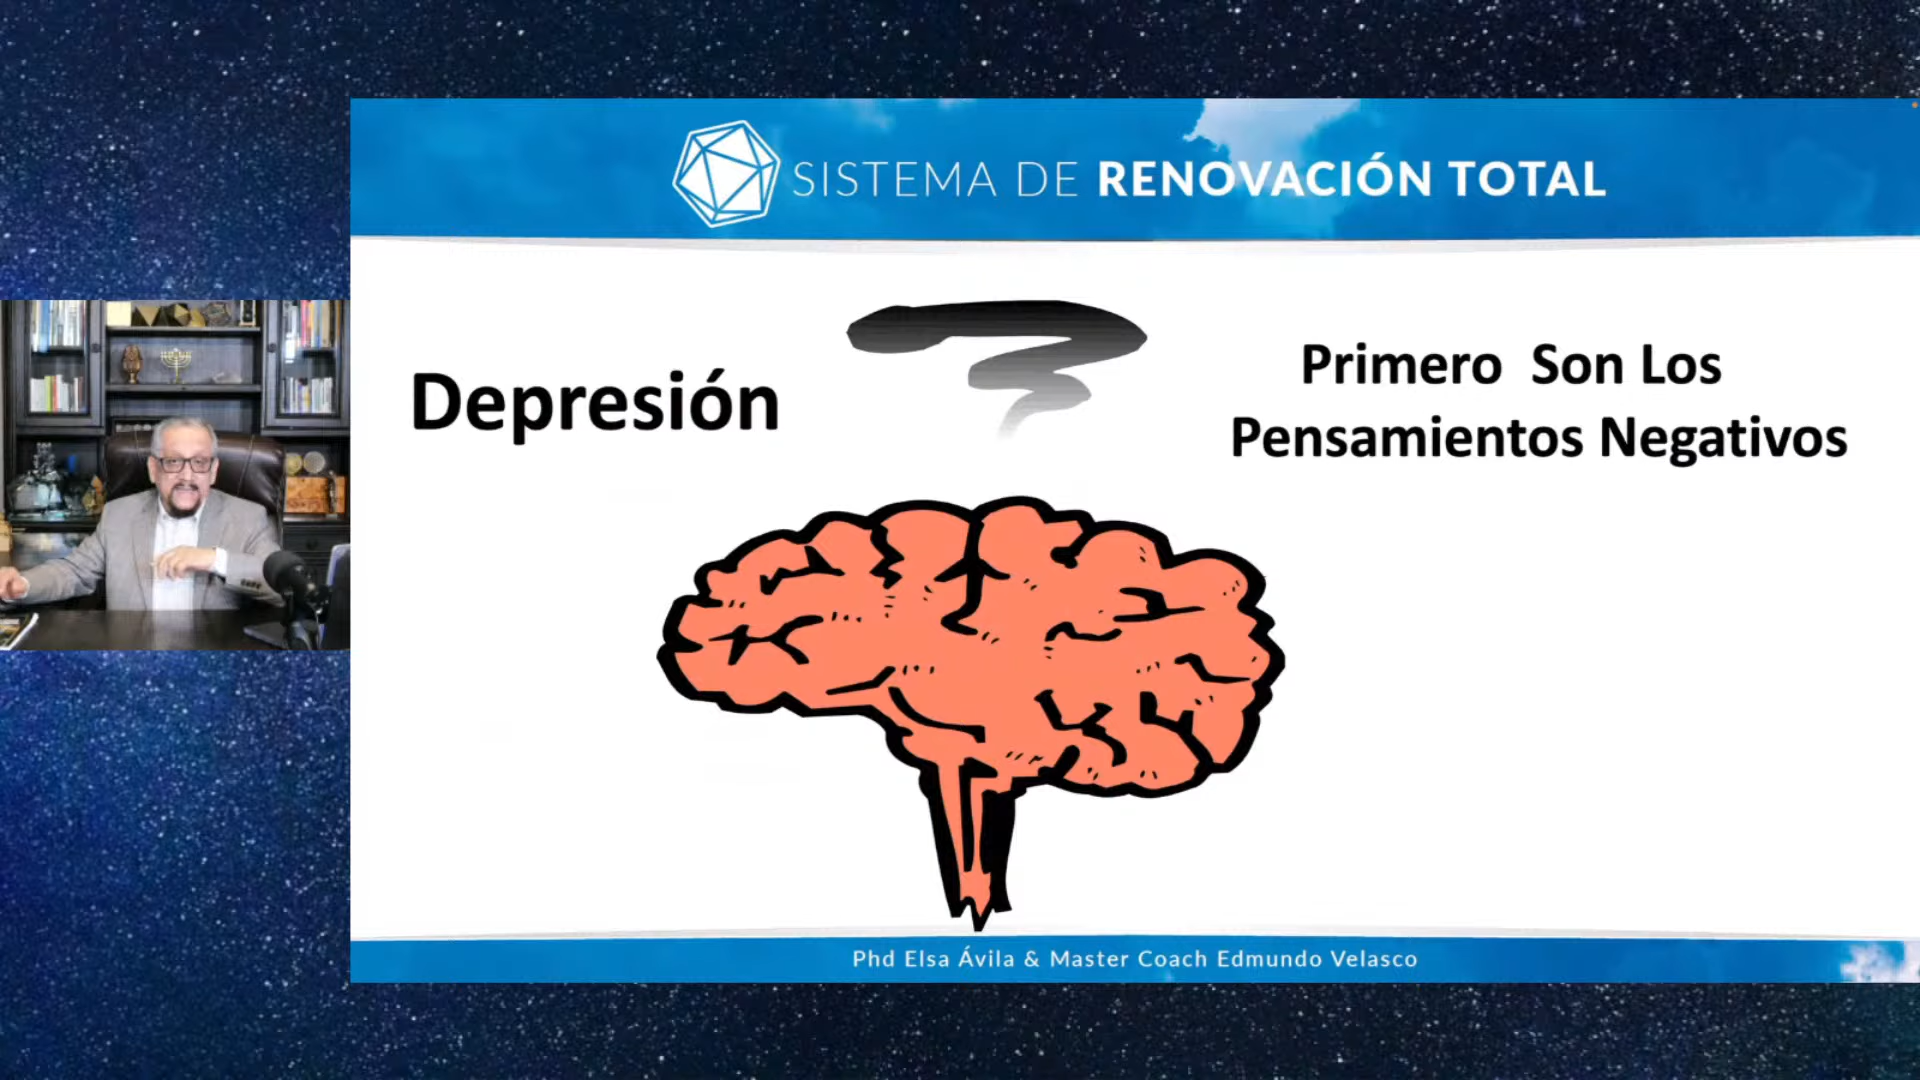 SISTEMA DE RENOVACIÓN TOTAL
Depresión
Primero Son Los
Pensamientos Negativos
Phd Elsa Ávila & Master Coach Edmundo Velasco